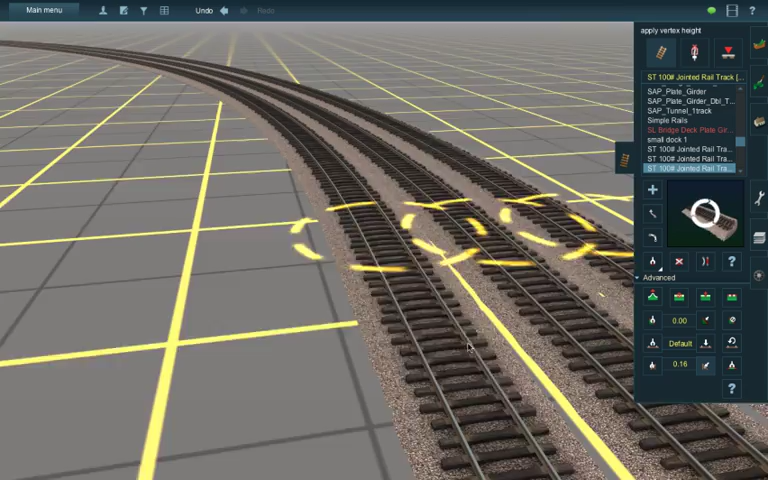 Main menu
Undo
Redo
?
apply vertex height
ST 100# Jointed Rail Track [...
SAP_Plate_Girder
SAP_Plate_Girder_Dbl_T...
SAP_Tunnel_1track
Simple Rails
SL Bridge Deck Plate Gir...
small dock 1
ST 100# Jointed Rail Tra...
ST 100# Jointed Rail Tra...
ST 100# Jointed Rail Tra...
?
Advanced
0.00
Default
0.16
?